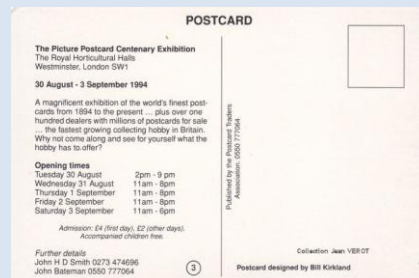 POSTCARD
The Picture Postcard Centenary Exhibition
The Royal Horticultural Halls
Westminster, London SW1
30 August - 3 September 1994
A magnificent exhibition of the world's finest post-
cards from 1894 to the present ... plus over one
hundred dealers with millions of postcards for sale
... the fastest growing collecting hobby in Britain.
Why not come along and see for yourself what the
hobby has to offer?
Opening times
Tuesday 30 August 2pm - 9 pm
Wednesday 31 August 11am - 8pm
Thursday 1 September 11am - 8pm
Friday 2 September 11am - 8pm
Saturday 3 September 11am - 6pm
Admission: £4 (first day), £2 (other days).
Accompanied children free.
Further details
John H D Smith 0273 474696
John Bateman 0550 777064
3
Published by the Postcard Traders
Association. 0550 777064
Collection Jean VEROT
Postcard designed by Bill Kirkland